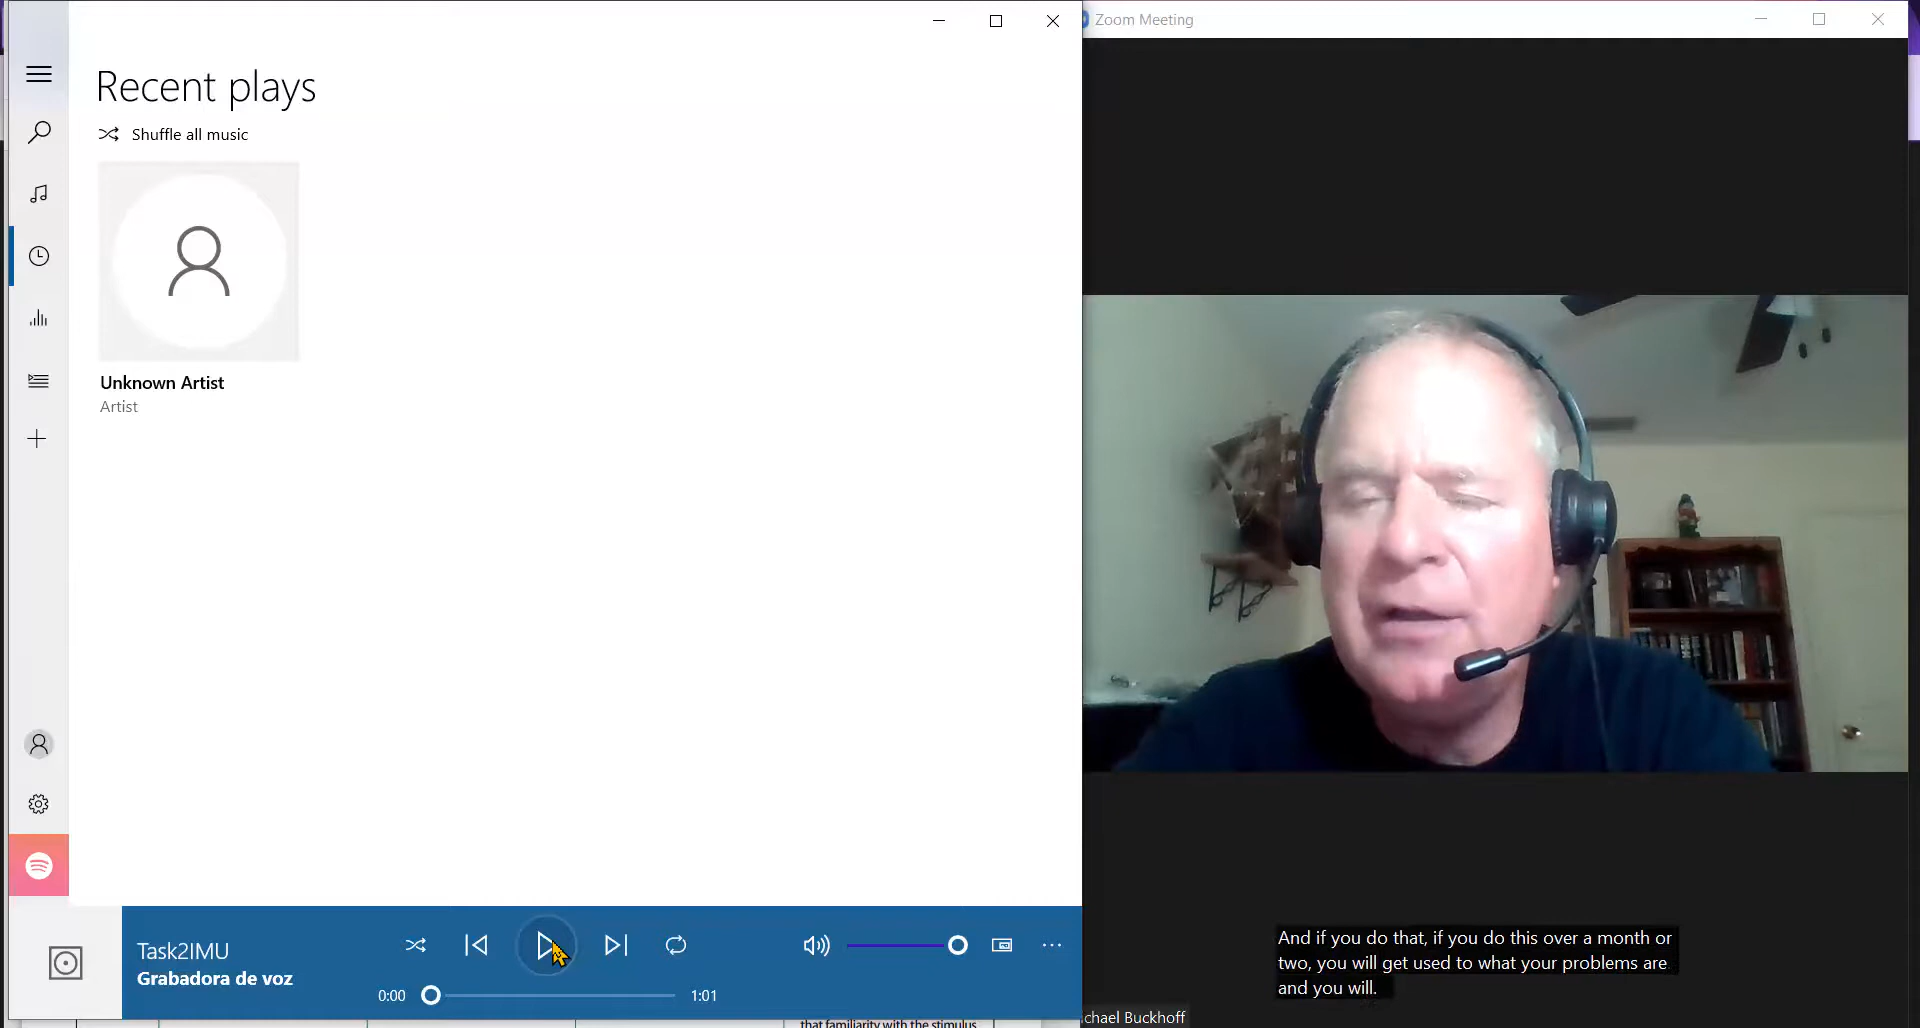 Zoom Meeting
Recent plays
Shuffle all music
Unknown Artist
Artist
Task2IMU
Grabadora de voz
0:00
1:01
And if you do that, if you do this over a month or
two, you will get used to what your problems are
and you will.
Buckhoff
that familiarity with the stimulus